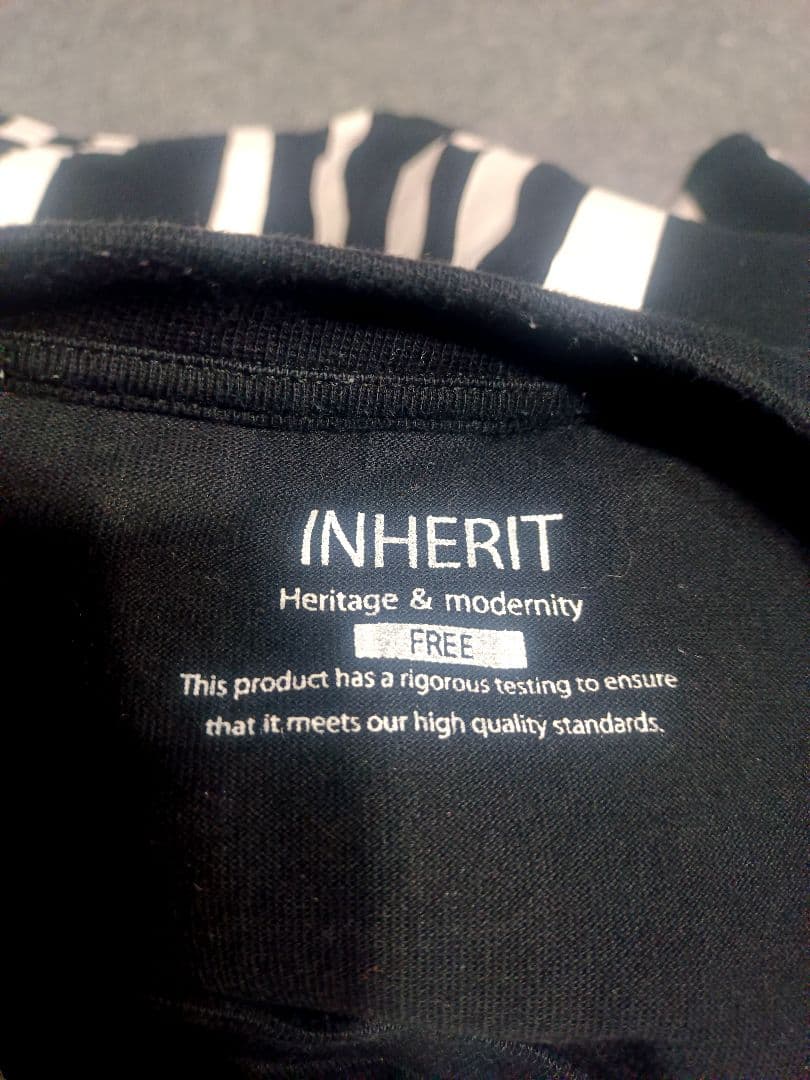 INHERIT
Heritage & modernity
FREE
This product has a rigorous testing to ensure
that it meets our high quality standards.